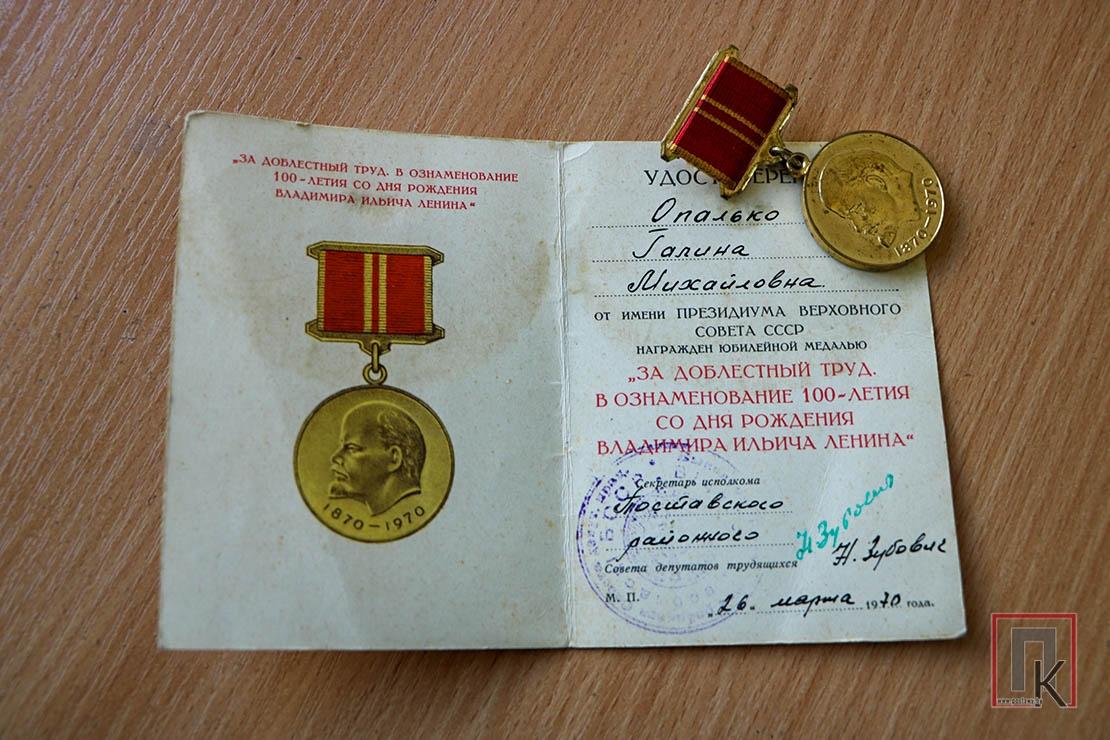 „ЗА ДОБЛЕСТНЫЙ ТРУД. В ОЗНАМЕНОВАНИЕ
100-ЛЕТИЯ СО ДНЯ РОЖДЕНИЯ
ВЛАДИМИРА ИЛЬИЧА ЛЕНИНА“
1870-1970
1870-1970
Опалько
Галина
Михайловна
от имени ПРЕЗИДИУМА ВЕРХОВНОГО
СОВЕТА СССР
НАГРАЖДЕН ЮБИЛЕЙНОЙ МЕДАЛЬЮ
„ЗА ДОБЛЕСТНЫЙ ТРУД.
В ОЗНАМЕНОВАНИЕ 100-ЛЕТИЯ
СО ДНЯ РОЖДЕНИЯ
ВЛАДИМИРА ИЛЬИЧА ЛЕНИНА“
Секретарь исполкома
Поставского
районного
Совета депутатов трудящихся
Н. Зубович
М. П. „26„ марта 1970 года.
ПК